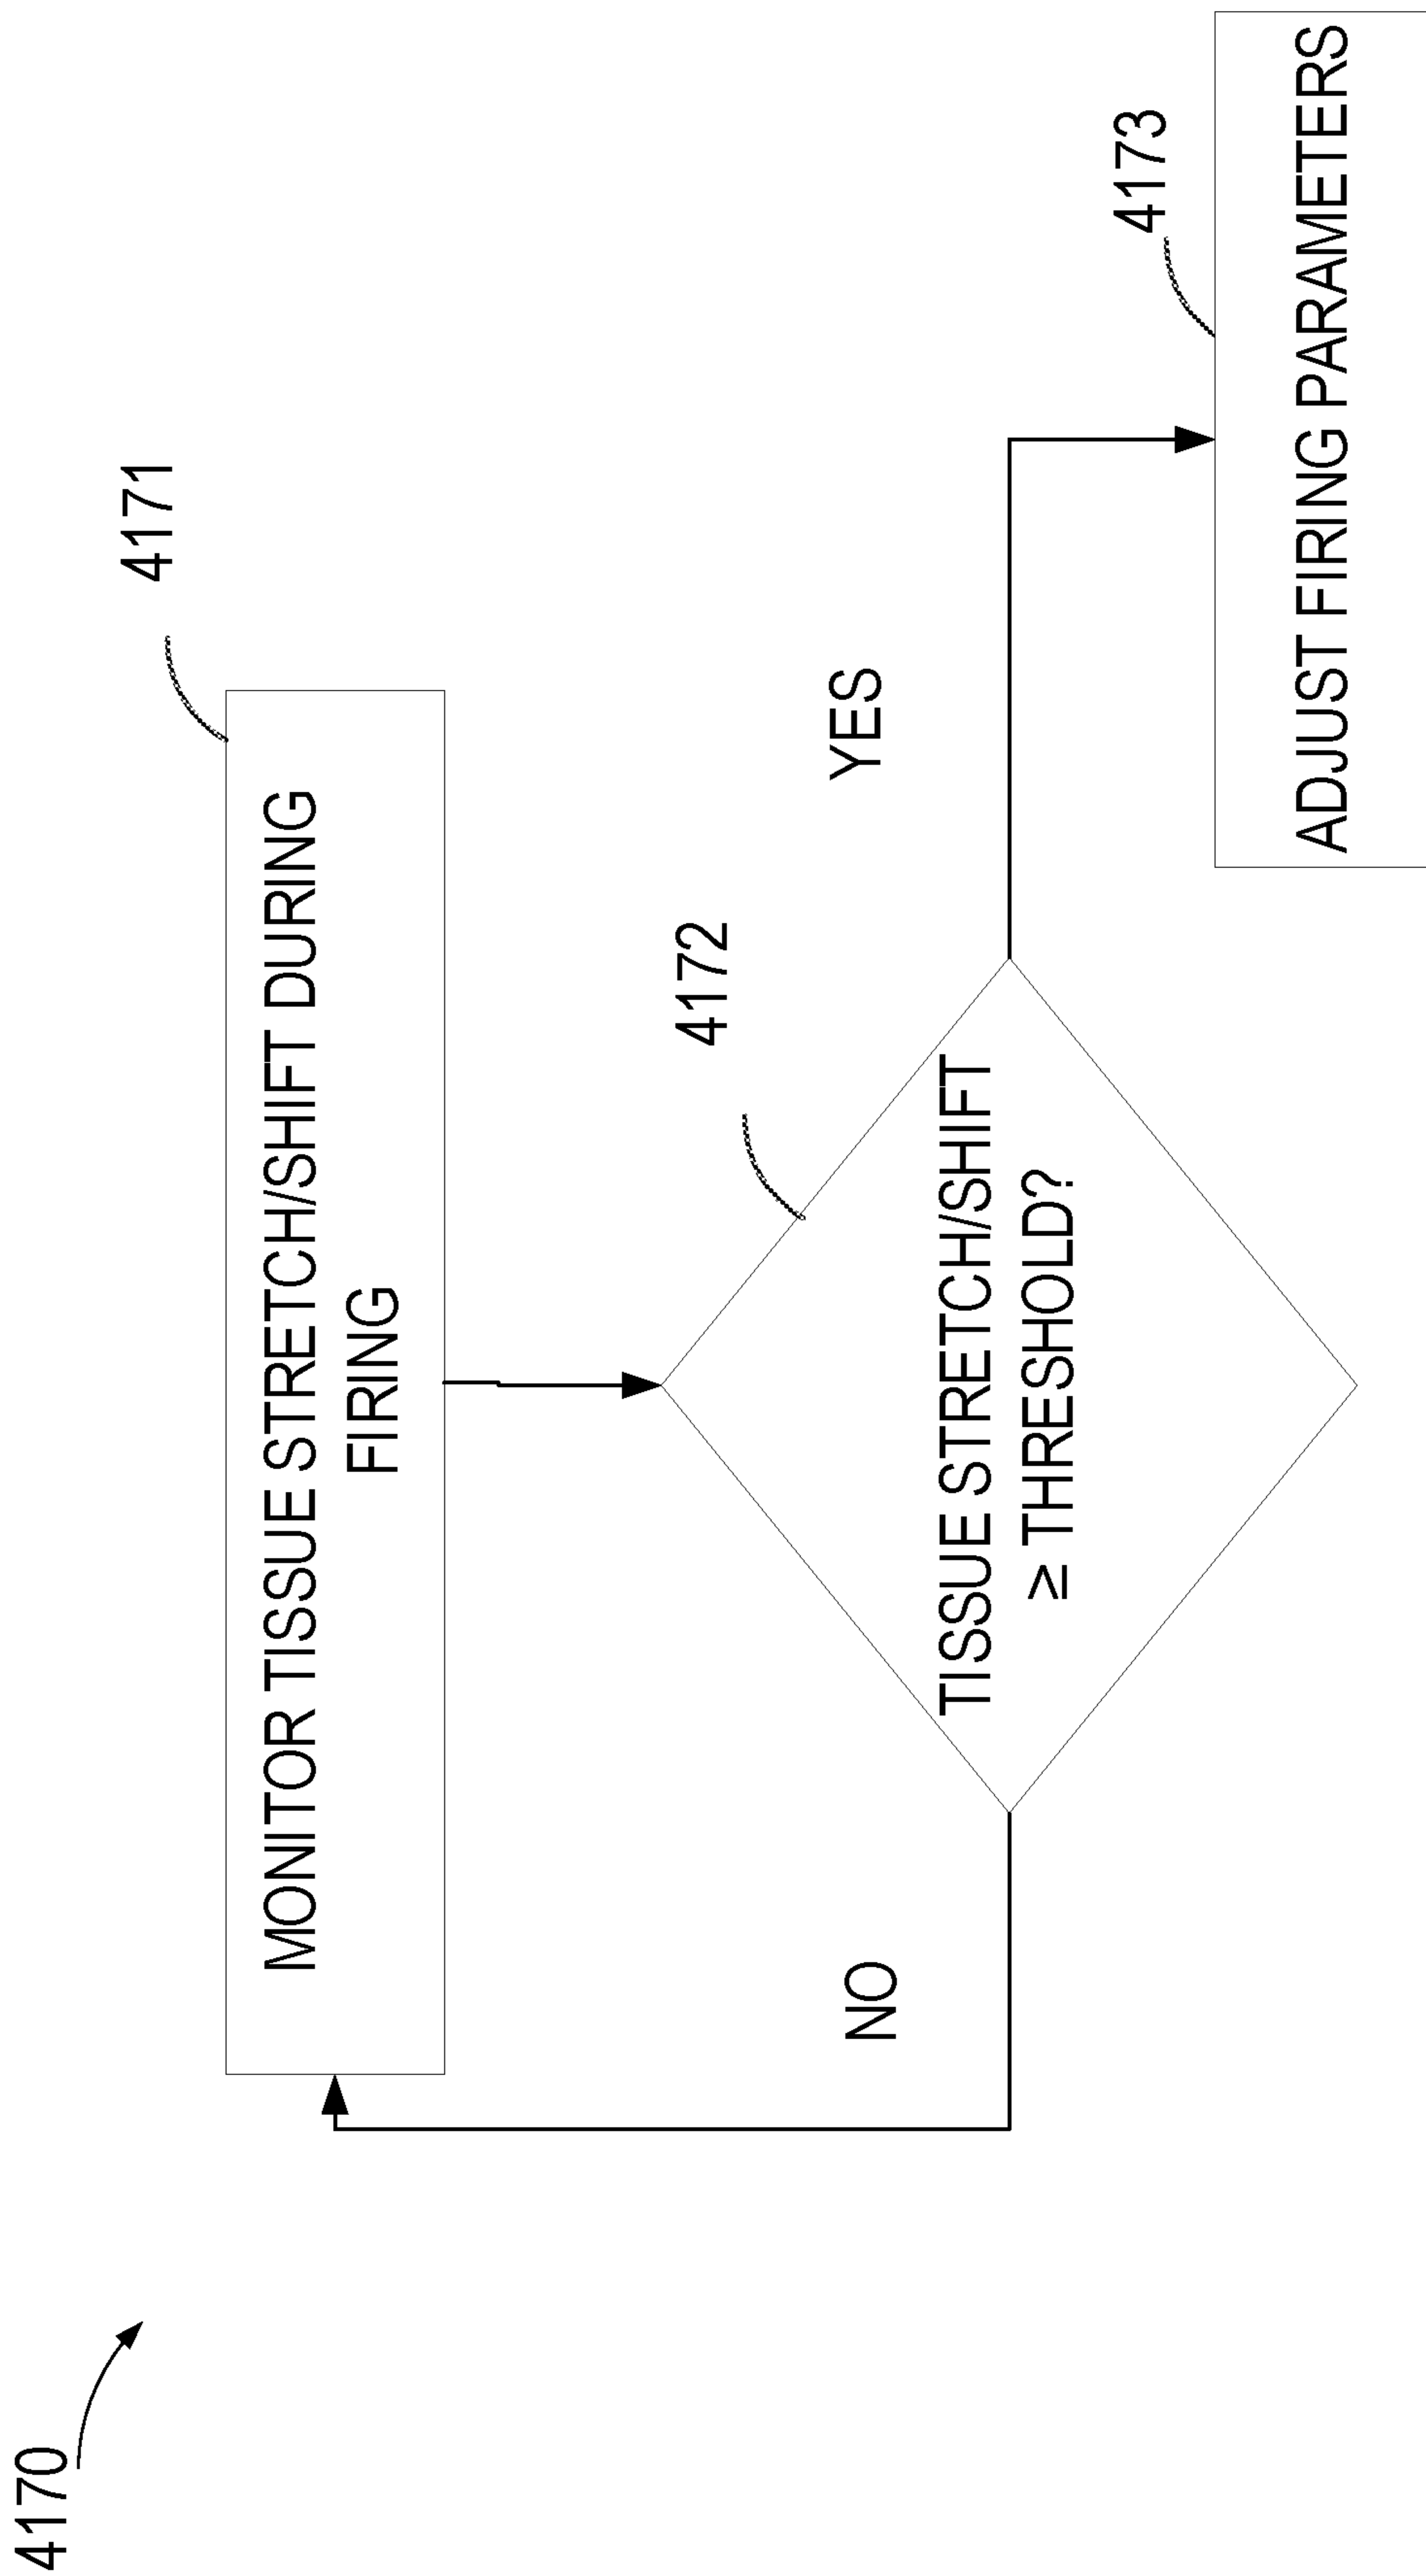 4170
4171
MONITOR TISSUE STRETCH/SHIFT DURING
FIRING
4172
TISSUE STRETCH/SHIFT
≥ THRESHOLD?
NO
YES
4173
ADJUST FIRING PARAMETERS